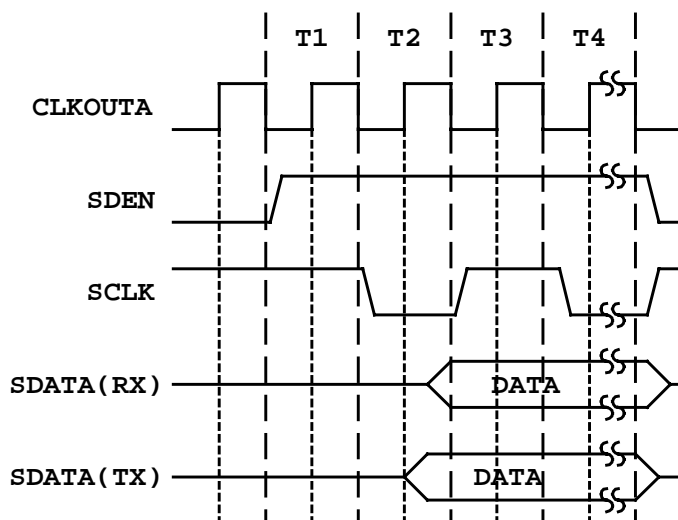 T1 T2 T3 T4
CLKOUTA
SDEN
SCLK
SDATA(RX) DATA
SDATA(TX) DATA